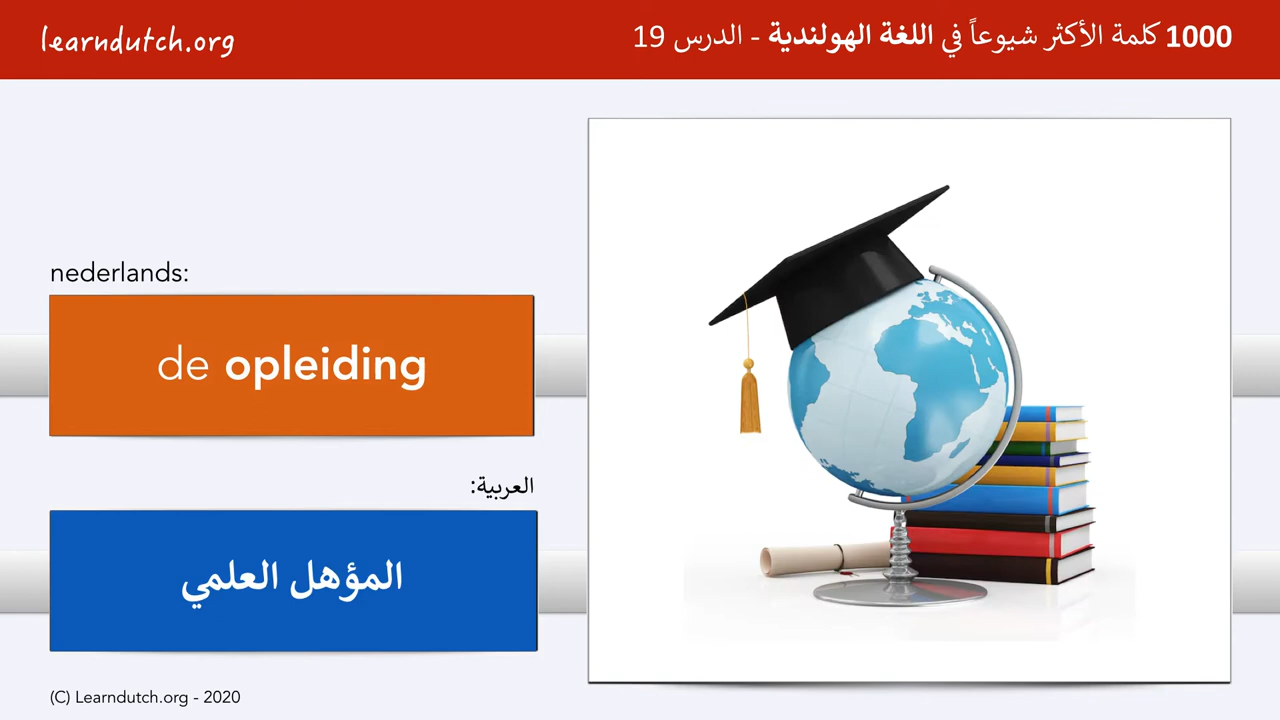 learndutch.org
1000 كلمة الأكثر شيوعاً في اللغة الهولندية - الدرس 19
nederlands:
de opleiding
العربية:
المؤهل العلمي
(C) Learndutch.org - 2020